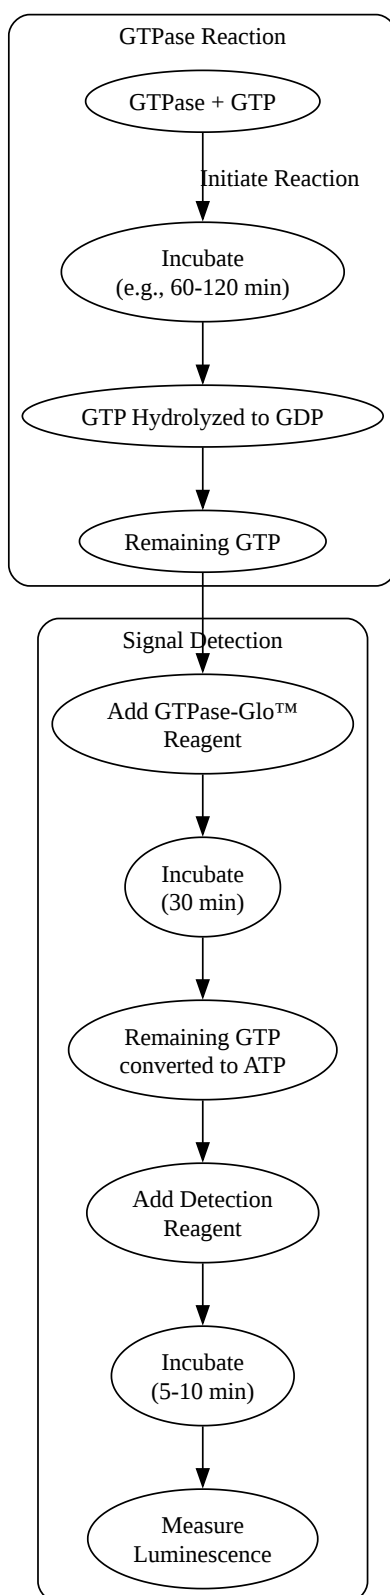 GTPase Reaction
GTPase + GTP
Initiate Reaction
Incubate
(e.g., 60-120 min)
GTP Hydrolyzed to GDP
Remaining GTP
Signal Detection
Add GTPase-Glo™
Reagent
Incubate
(30 min)
Remaining GTP
converted to ATP
Add Detection
Reagent
Incubate
(5-10 min)
Measure
Luminescence